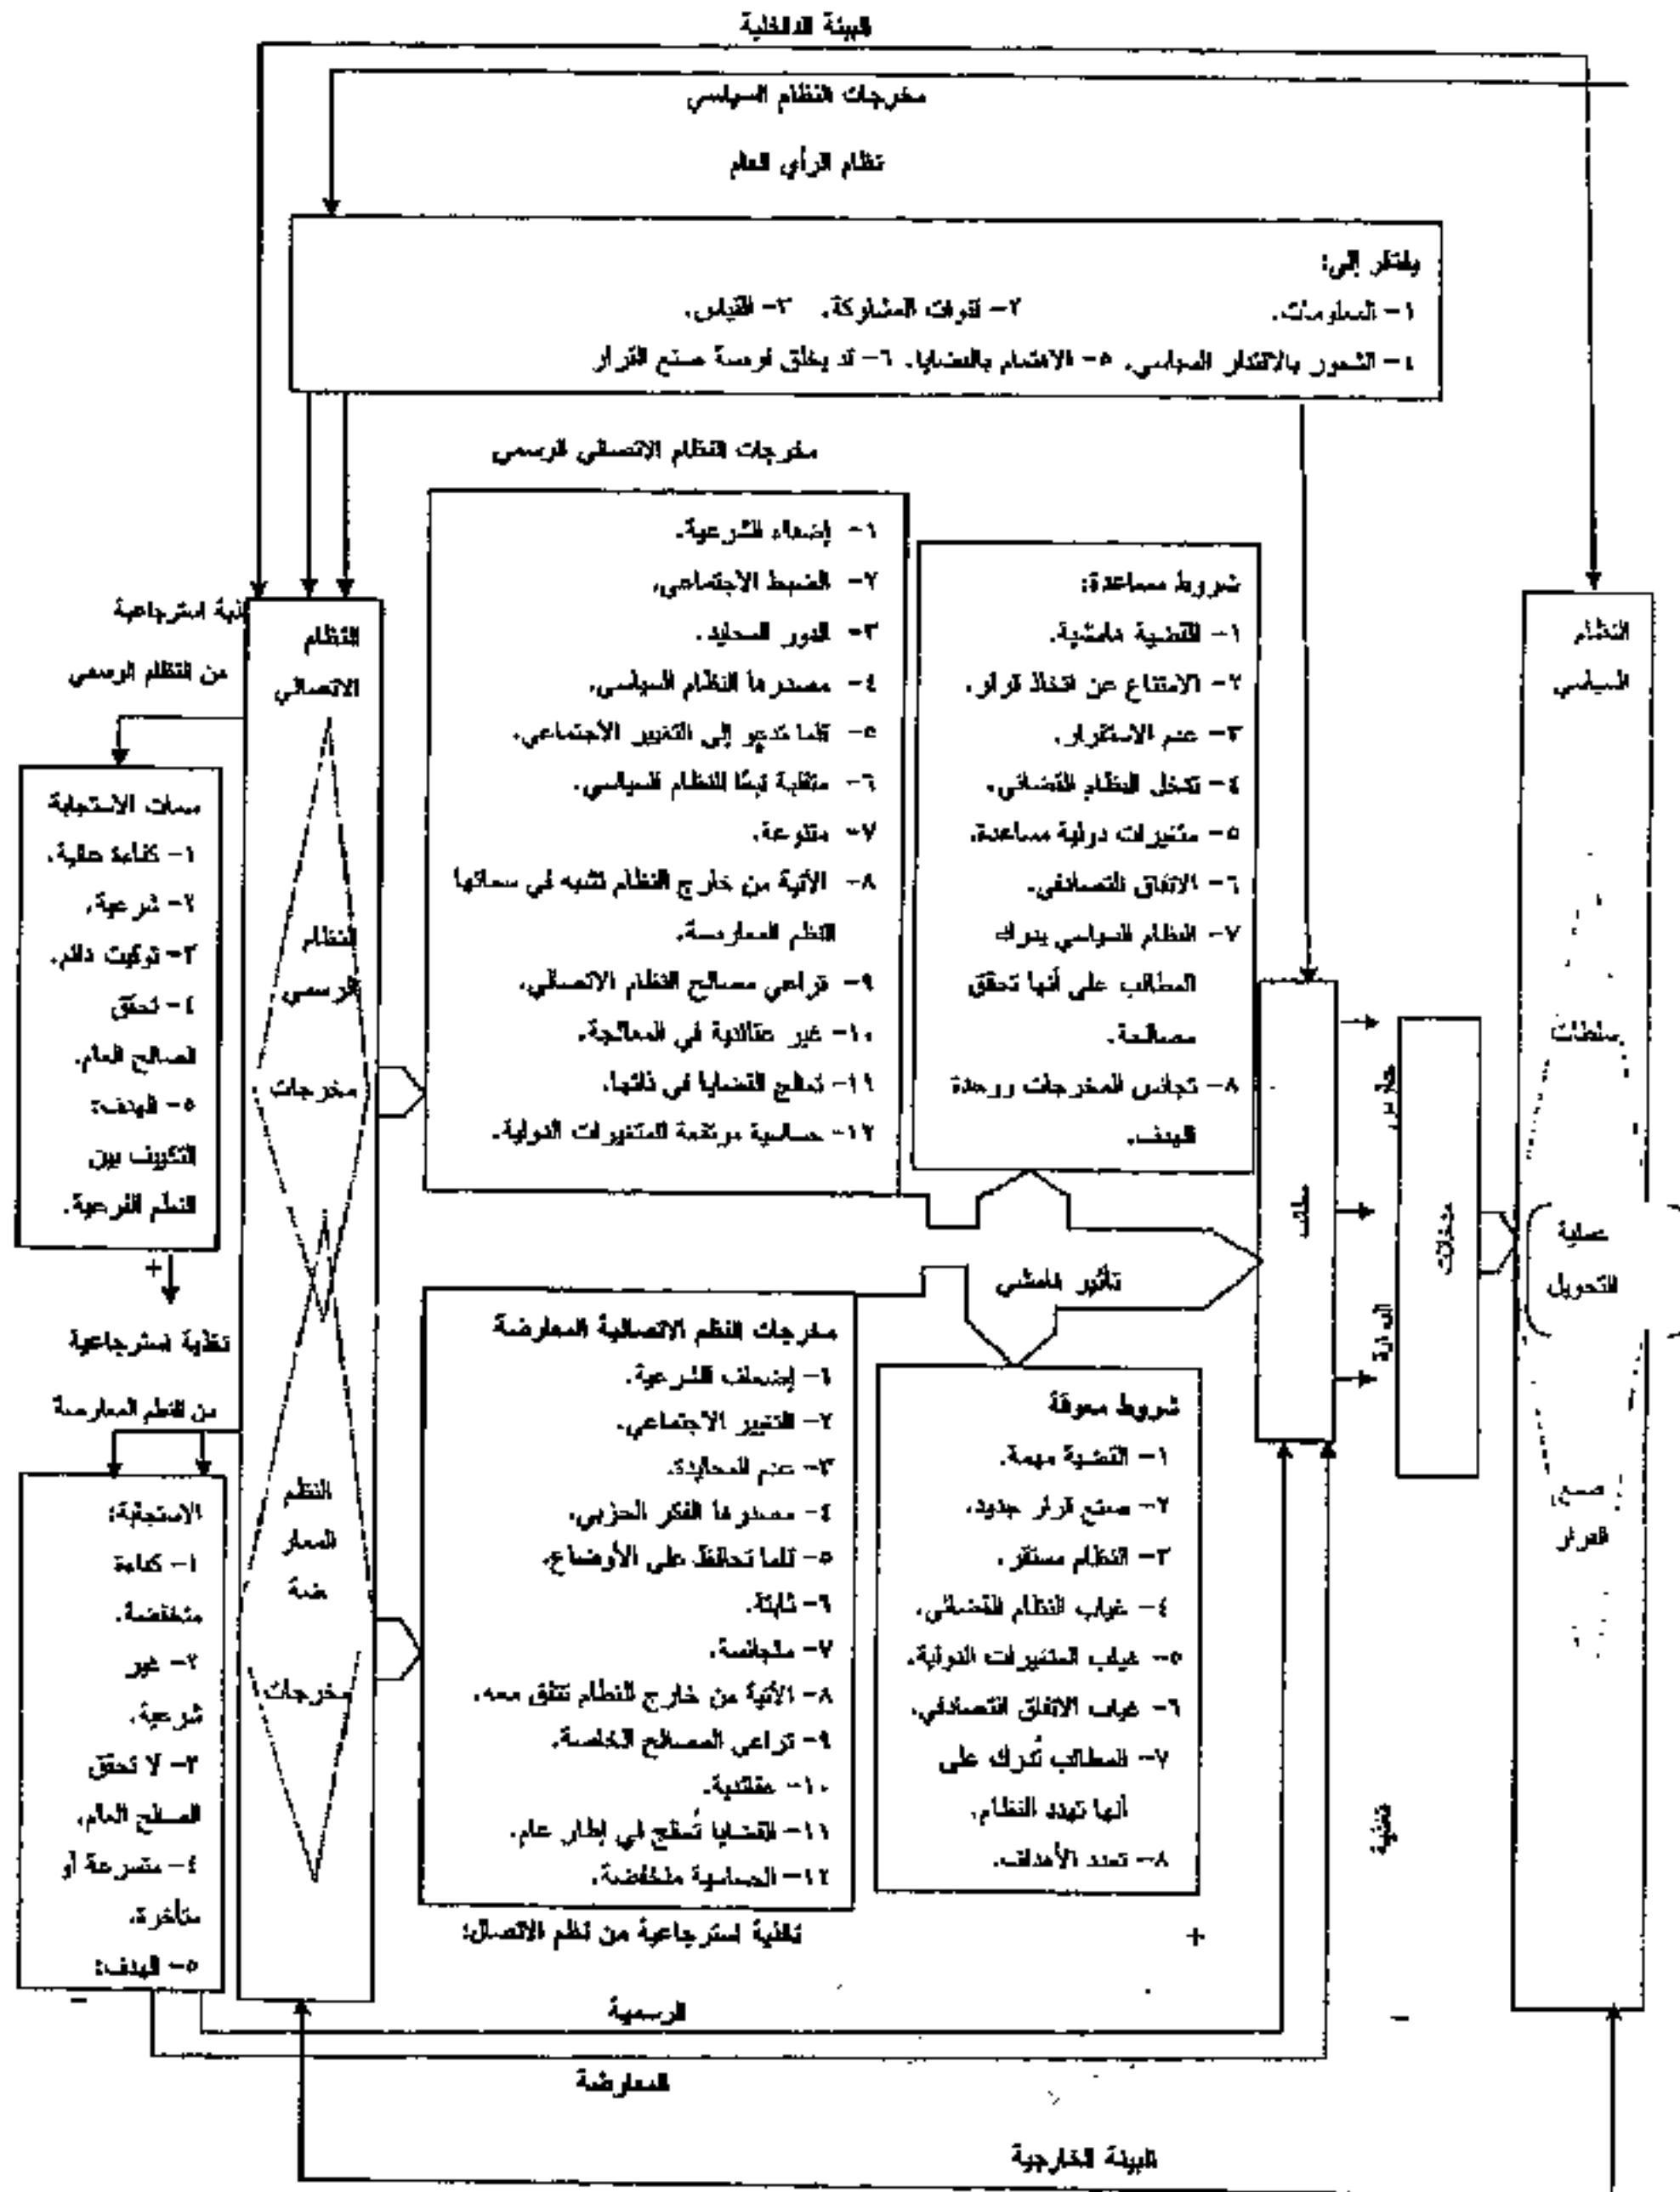 البيئة الداخلية
مخرجات النظام السياسي
نظام الرأي العام
يفتقر إلى:
١- المعلومات. ٢- قنوات المشاركة. ٣- القياس.
٤- الشعور بالاقتدار السياسي. ٥- الاهتمام بالقضايا. ٦- قد يخلق فرصة صنع القرار
مخرجات النظام الاتصالي الرسمي
١- إضفاء الشرعية.
٢- الضبط الاجتماعي.
٣- الدور المحايد.
٤- مصدرها النظام السياسي.
٥- قلما تدعو إلى التغيير الاجتماعي.
٦- متقلبة تبعًا للنظام السياسي.
٧- متنوعة.
٨- الآتية من خارج النظام تشبه في سماتها
النظم المعارضة.
٩- تراعي مصالح النظام الاتصالي.
١٠- غير عقائدية في المعالجة.
١١- تعالج القضايا في ذاتها.
١٢- حساسية مرتفعة للمتغيرات الدولية.
شروط مساعدة:
١- القضية هامشية.
٢- الامتناع عن اتخاذ قرار.
٣- عدم الاستقرار.
٤- تدخل النظام القضائي.
٥- متغيرات دولية مساعدة.
٦- الاتفاق التصادفي.
٧- النظام السياسي يدرك
المطالب على أنها تحقق
مصالحه.
٨- تجانس المخرجات ووحدة
الهدف.
النظام
السياسي
سلطات
عملية
التحويل
صنع
القرار
مدخلات
مطالب
حارس
البوابة
تغذية
النظام
الاتصالي
النظام
الرسمي
مخرجات
النظم
المعار
ضة
مخرجات
استرجاعية
من النظام الرسمي
سمات الاستجابة
١- كفاءة عالية.
٢- شرعية.
٣- توقيت دائم.
٤- تحقق
الصالح العام.
٥- الهدف:
التكييف بين
النظم الفرعية.
+
تغذية استرجاعية
من النظم المعارضة
الاستجابة:
١- كفاءة
منخفضة.
٢- غير
شرعية.
٣- لا تحقق
الصالح العام.
٤- متسرعة أو
متأخرة.
٥- الهدف:
-
تأثير هامشي
مخرجات النظم الاتصالية المعارضة
١- إضعاف الشرعية.
٢- التغيير الاجتماعي.
٣- عدم المحايدة.
٤- مصدرها الفكر الحزبي.
٥- قلما تحافظ على الأوضاع.
٦- ثابتة.
٧- متجانسة.
٨- الآتية من خارج النظام تتفق معه.
٩- تراعي المصالح الخاصة.
١٠- عقائدية.
١١- القضايا تُعالج في إطار عام.
١٢- الحساسية منخفضة.
شروط معوقة
١- القضية مهمة.
٢- صنع قرار جديد.
٣- النظام مستقر.
٤- غياب النظام القضائي.
٥- غياب المتغيرات الدولية.
٦- غياب الاتفاق التصادفي.
٧- المطالب تُدرك على
أنها تهدد النظام.
٨- تعدد الأهداف.
تغذية استرجاعية من نظم الاتصال:
+
الرسمية
-
المعارضة
البيئة الخارجية